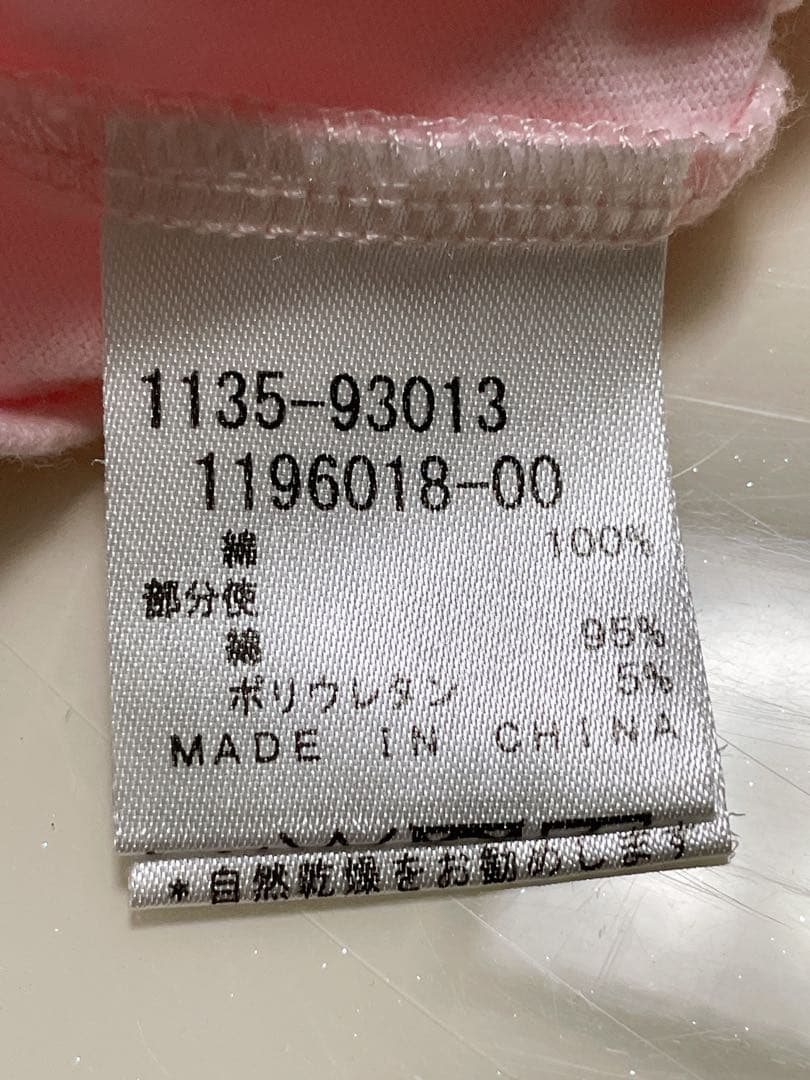 1135-93013
1196018-00
綿 100%
部分使
綿 95%
ポリウレタン 5%
MADE IN CHINA
*自然乾燥をお勧めします